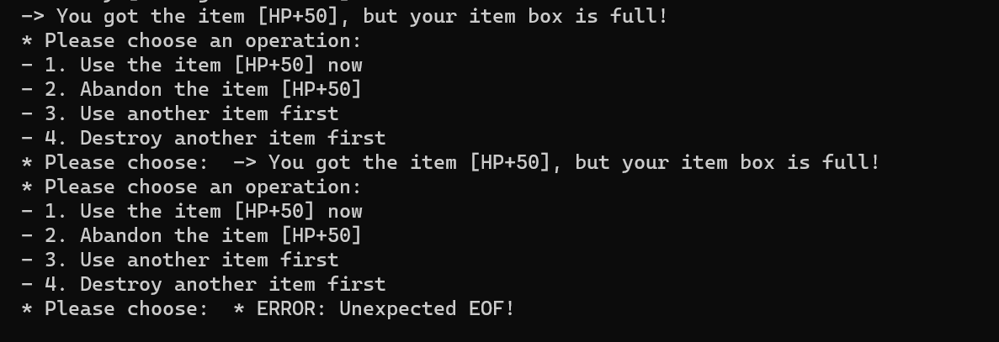 -> You got the item [HP+50], but your item box is full!
* Please choose an operation:
- 1. Use the item [HP+50] now
- 2. Abandon the item [HP+50]
- 3. Use another item first
- 4. Destroy another item first
* Please choose:  -> You got the item [HP+50], but your item box is full!
* Please choose an operation:
- 1. Use the item [HP+50] now
- 2. Abandon the item [HP+50]
- 3. Use another item first
- 4. Destroy another item first
* Please choose:  * ERROR: Unexpected EOF!